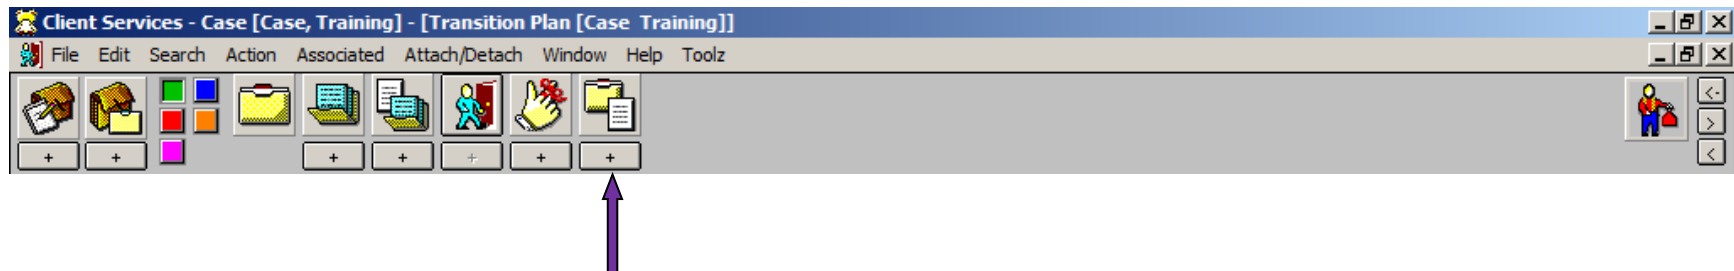 Client Services - Case [Case, Training] - [Transition Plan [Case  Training]]
File Edit Search Action Associated Attach/Detach Window Help Toolz
<-
>
+ + + + + + +
<